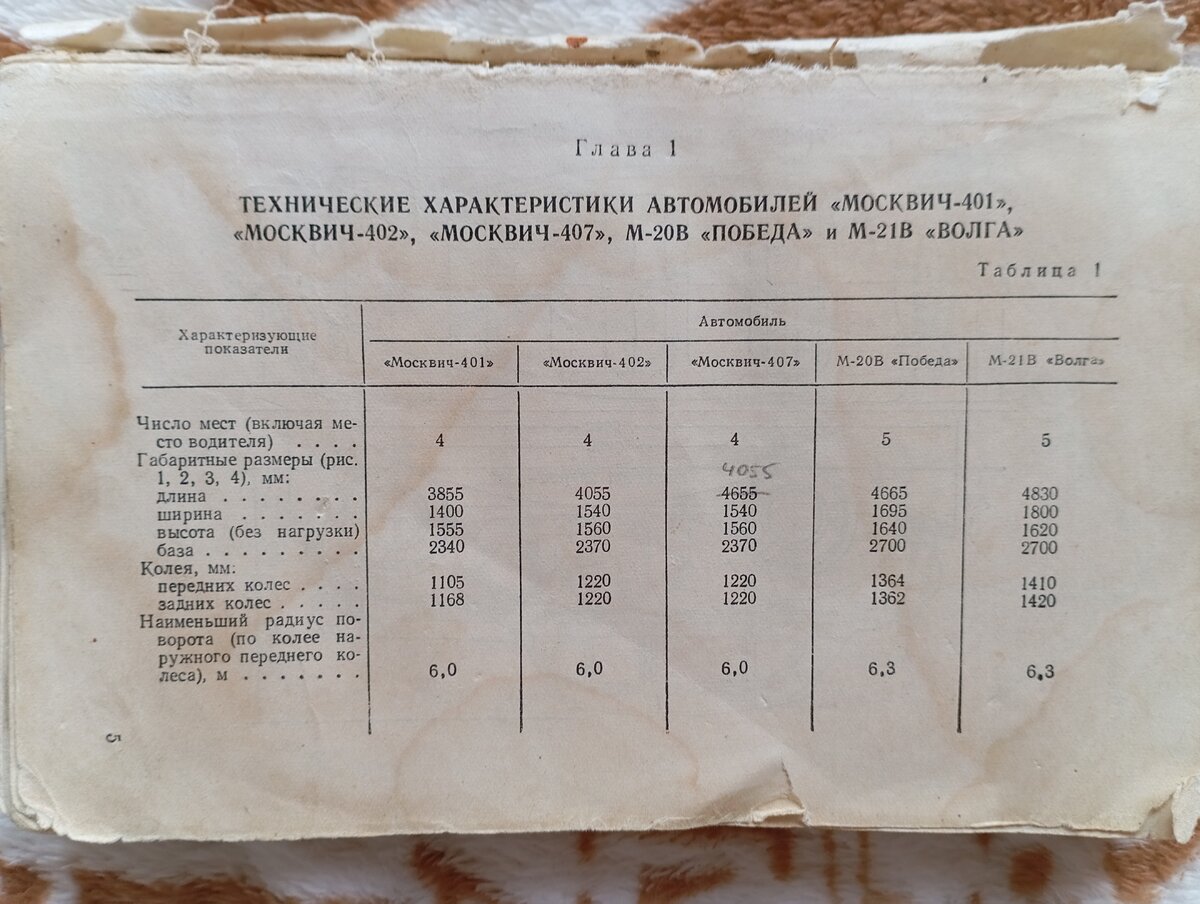 Глава 1
ТЕХНИЧЕСКИЕ ХАРАКТЕРИСТИКИ АВТОМОБИЛЕЙ «МОСКВИЧ-401»,
«МОСКВИЧ-402», «МОСКВИЧ-407», М-20В «ПОБЕДА» и М-21В «ВОЛГА»
Таблица 1
Характеризующие
показатели
Автомобиль
«Москвич-401» «Москвич-402» «Москвич-407» М-20В «Победа» М-21В «Волга»
Число мест (включая ме-
сто водителя) . . . . 4 4 4 5 5
Габаритные размеры (рис.
4055
1, 2, 3, 4), мм:
длина . . . . . . . . 3855 4055 4655 4665 4830
ширина . . . . . . . 1400 1540 1540 1695 1800
высота (без нагрузки) 1555 1560 1560 1640 1620
база . . . . . . . . . 2340 2370 2370 2700 2700
Колея, мм:
передних колес . . . . 1105 1220 1220 1364 1410
задних колес . . . . . 1168 1220 1220 1362 1420
Наименьший радиус по-
ворота (по колее на-
ружного переднего ко-
леса), м . . . . . . . 6,0 6,0 6,0 6,3 6,3
5